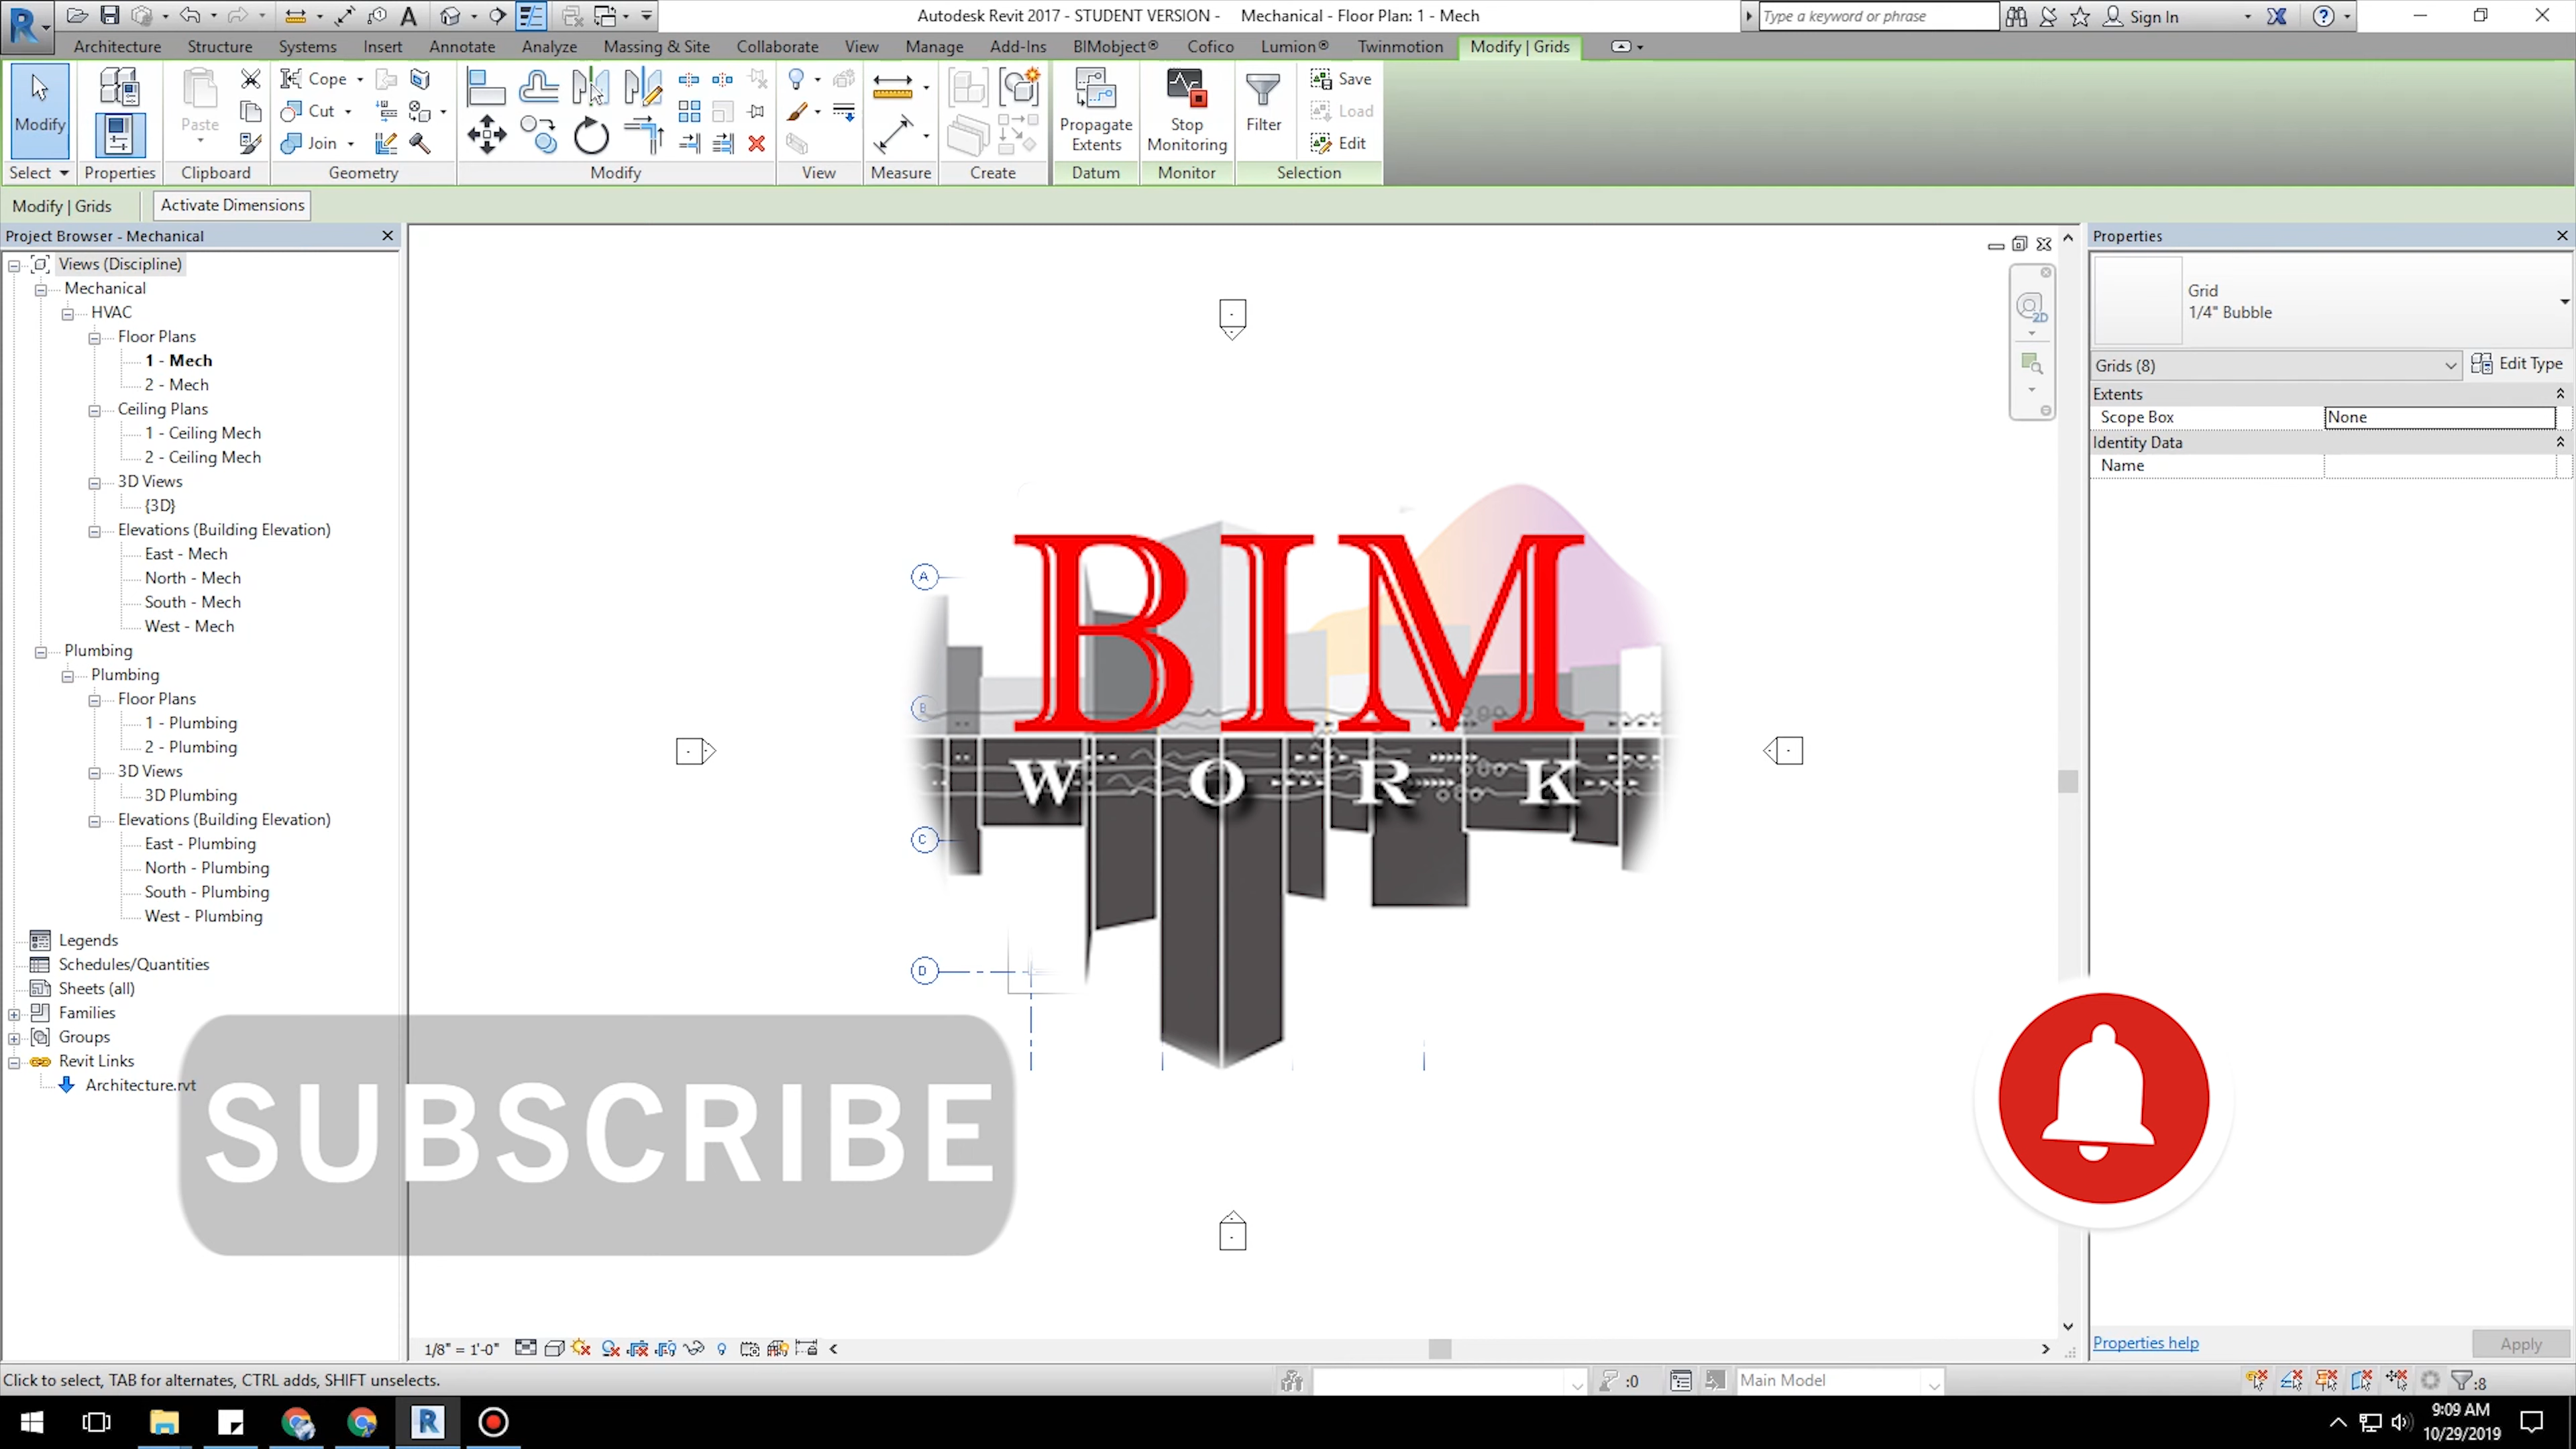 Autodesk Revit 2017 - STUDENT VERSION - Mechanical - Floor Plan: 1 - Mech
Type a keyword or phrase
Sign In
Architecture Structure Systems Insert Annotate Analyze Massing & Site Collaborate View Manage Add-Ins BIMobject® Cofico Lumion® Twinmotion Modify | Grids
Modify
Paste
Cope
Cut
Join
Propagate Extents
Stop Monitoring
Filter
Save
Load
Edit
Select Properties Clipboard Geometry Modify View Measure Create Datum Monitor Selection
Modify | Grids Activate Dimensions
Project Browser - Mechanical
Views (Discipline)
Mechanical
HVAC
Floor Plans
1 - Mech
2 - Mech
Ceiling Plans
1 - Ceiling Mech
2 - Ceiling Mech
3D Views
{3D}
Elevations (Building Elevation)
East - Mech
North - Mech
South - Mech
West - Mech
Plumbing
Plumbing
Floor Plans
1 - Plumbing
2 - Plumbing
3D Views
3D Plumbing
Elevations (Building Elevation)
East - Plumbing
North - Plumbing
South - Plumbing
West - Plumbing
Legends
Schedules/Quantities
Sheets (all)
Families
Groups
Revit Links
Architecture.rvt
2D
A
B
C
D
BIM
WORK
SUBSCRIBE
Properties
Grid
1/4" Bubble
Grids (8)
Edit Type
Extents
Scope Box None
Identity Data
Name
Properties help
Apply
1/8" = 1'-0"
Click to select, TAB for alternates, CTRL adds, SHIFT unselects.
:0
Main Model
:8
9:09 AM
10/29/2019